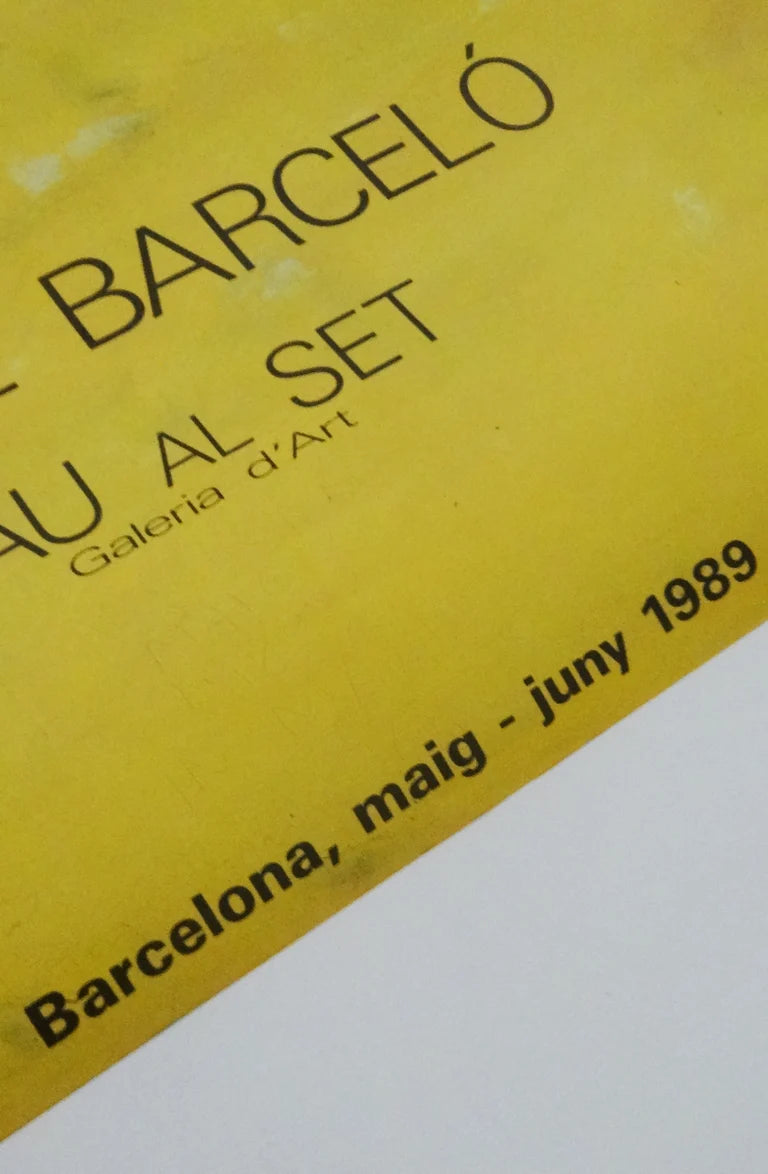 BARCELÓ
AU AL SET
Galeria d'Art
Barcelona, maig - juny 1989